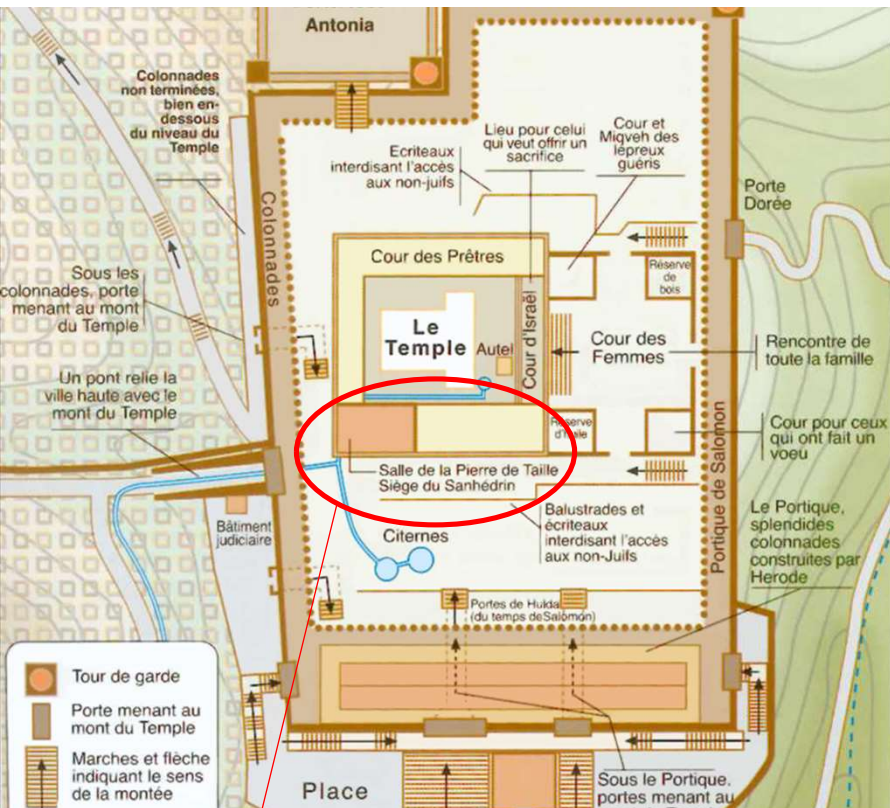 Antonia
Colonnades
non terminées,
bien en-
dessous
du niveau du
Temple
Ecriteaux
interdisant l'accès
aux non-juifs
Lieu pour celui
qui veut offrir un
sacrifice
Cour et
Miqveh des
lépreux
guéris
Porte
Dorée
Colonnades
Cour des Prêtres
Réserve
de
bois
Sous les
colonnades, porte
menant au mont
du Temple
Le
Temple
Autel
Cour d'Israël
Cour des
Femmes
Rencontre de
toute la famille
Un pont relie la
ville haute avec le
mont du Temple
Réserve
d'Huile
Cour pour ceux
qui ont fait un
voeu
Salle de la Pierre de Taille
Siège du Sanhédrin
Portique de Salomon
Bâtiment
judiciaire
Citernes
Balustrades et
écriteaux
interdisant l'accès
aux non-Juifs
Le Portique,
splendides
colonnades
construites par
Herode
Portes de Hulda
(du temps de Salomon)
Tour de garde
Porte menant au
mont du Temple
Marches et flèche
indiquant le sens
de la montée
Place
Sous le Portique,
portes menant au